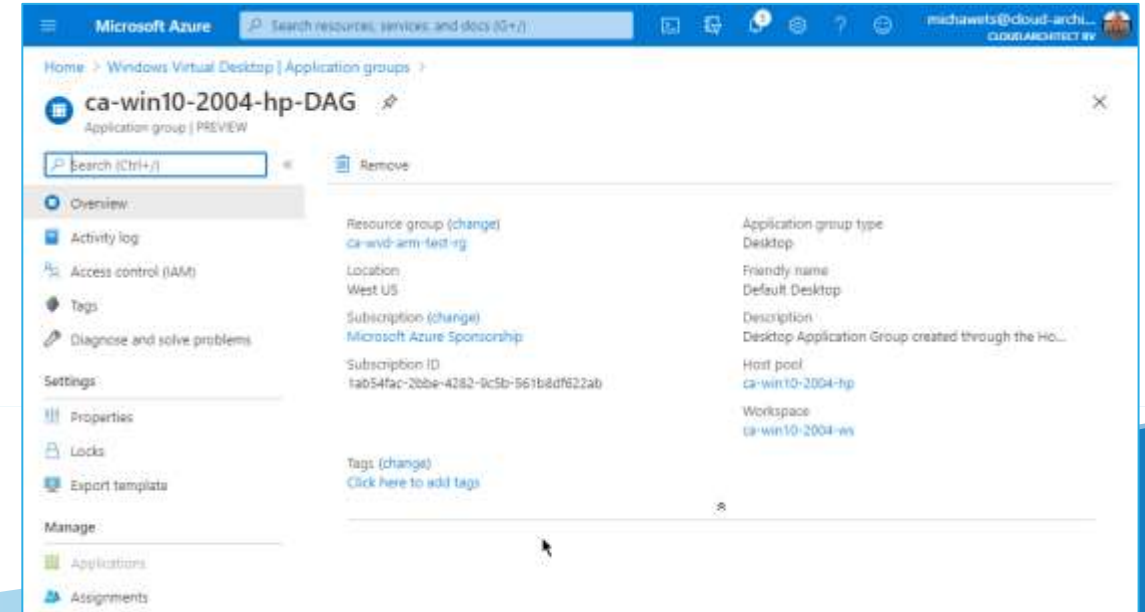 Microsoft Azure
Search resources, services, and docs (G+/)
michawets@cloud-archi...
CLOUDARCHITECT BV
Home > Windows Virtual Desktop | Application groups >
ca-win10-2004-hp-DAG
Application group | PREVIEW
Search (Ctrl+/)
Remove
Overview
Activity log
Access control (IAM)
Tags
Diagnose and solve problems
Settings
Properties
Locks
Export template
Manage
Applications
Assignments
Resource group (change)
ca-wvd-arm-test-rg
Location
West US
Subscription (change)
Microsoft Azure Sponsorship
Subscription ID
1ab54fac-2bbe-4282-9c5b-561b8df622ab
Tags (change)
Click here to add tags
Application group type
Desktop
Friendly name
Default Desktop
Description
Desktop Application Group created through the Ho...
Host pool
ca-win10-2004-hp
Workspace
ca-win10-2004-ws